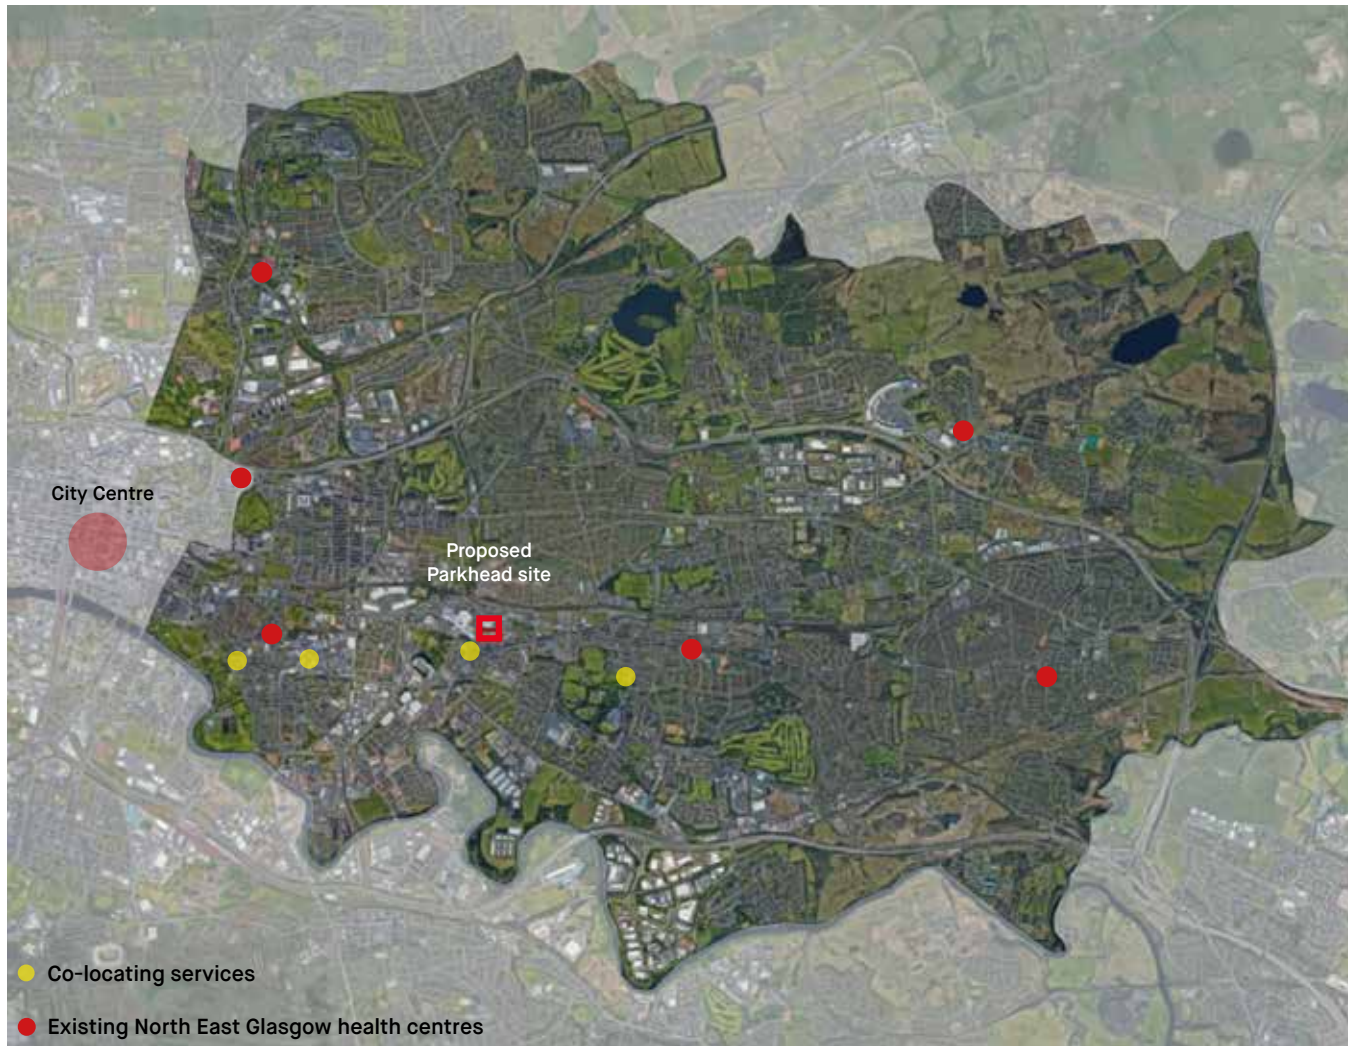 City Centre
Proposed
Parkhead site
Co-locating services
Existing North East Glasgow health centres